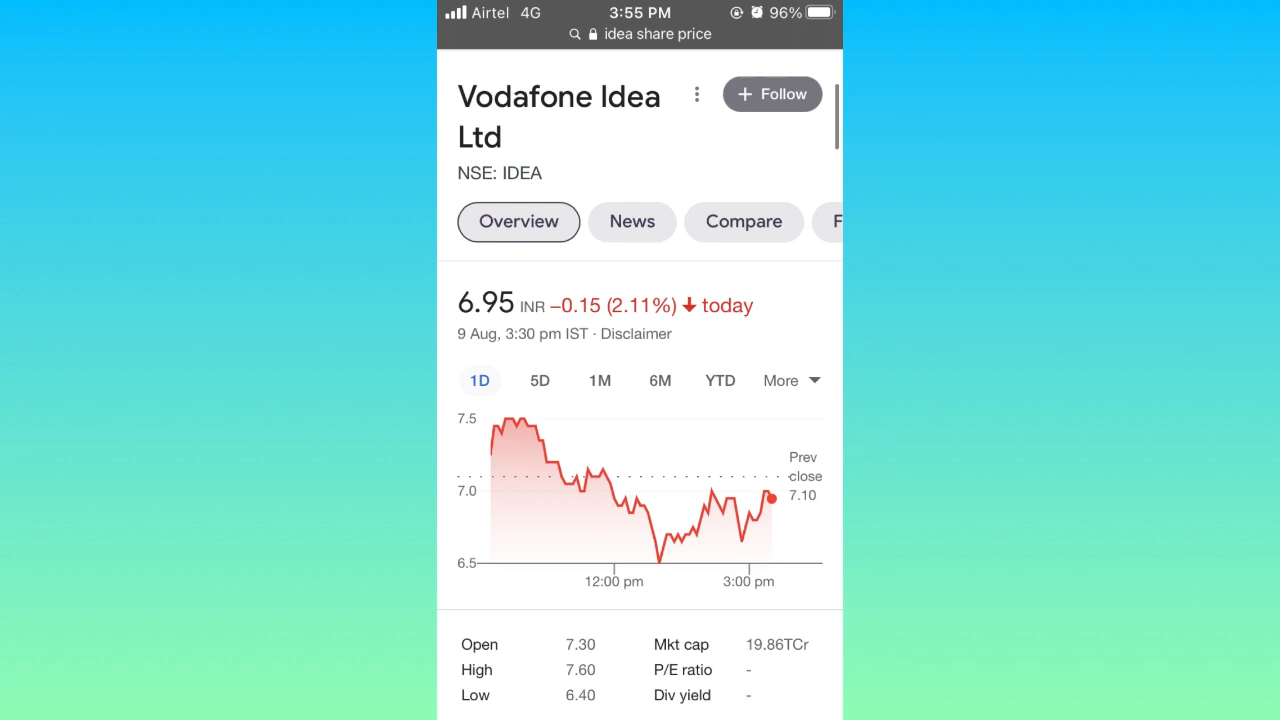 Airtel 4G 3:55 PM 96%
idea share price
Vodafone Idea
Ltd
+ Follow
NSE: IDEA
Overview News Compare F
6.95 INR –0.15 (2.11%) ↓ today
9 Aug, 3:30 pm IST · Disclaimer
1D 5D 1M 6M YTD More
7.5
Prev
close
7.10
7.0
6.5
12:00 pm 3:00 pm
Open 7.30 Mkt cap 19.86TCr
High 7.60 P/E ratio -
Low 6.40 Div yield -